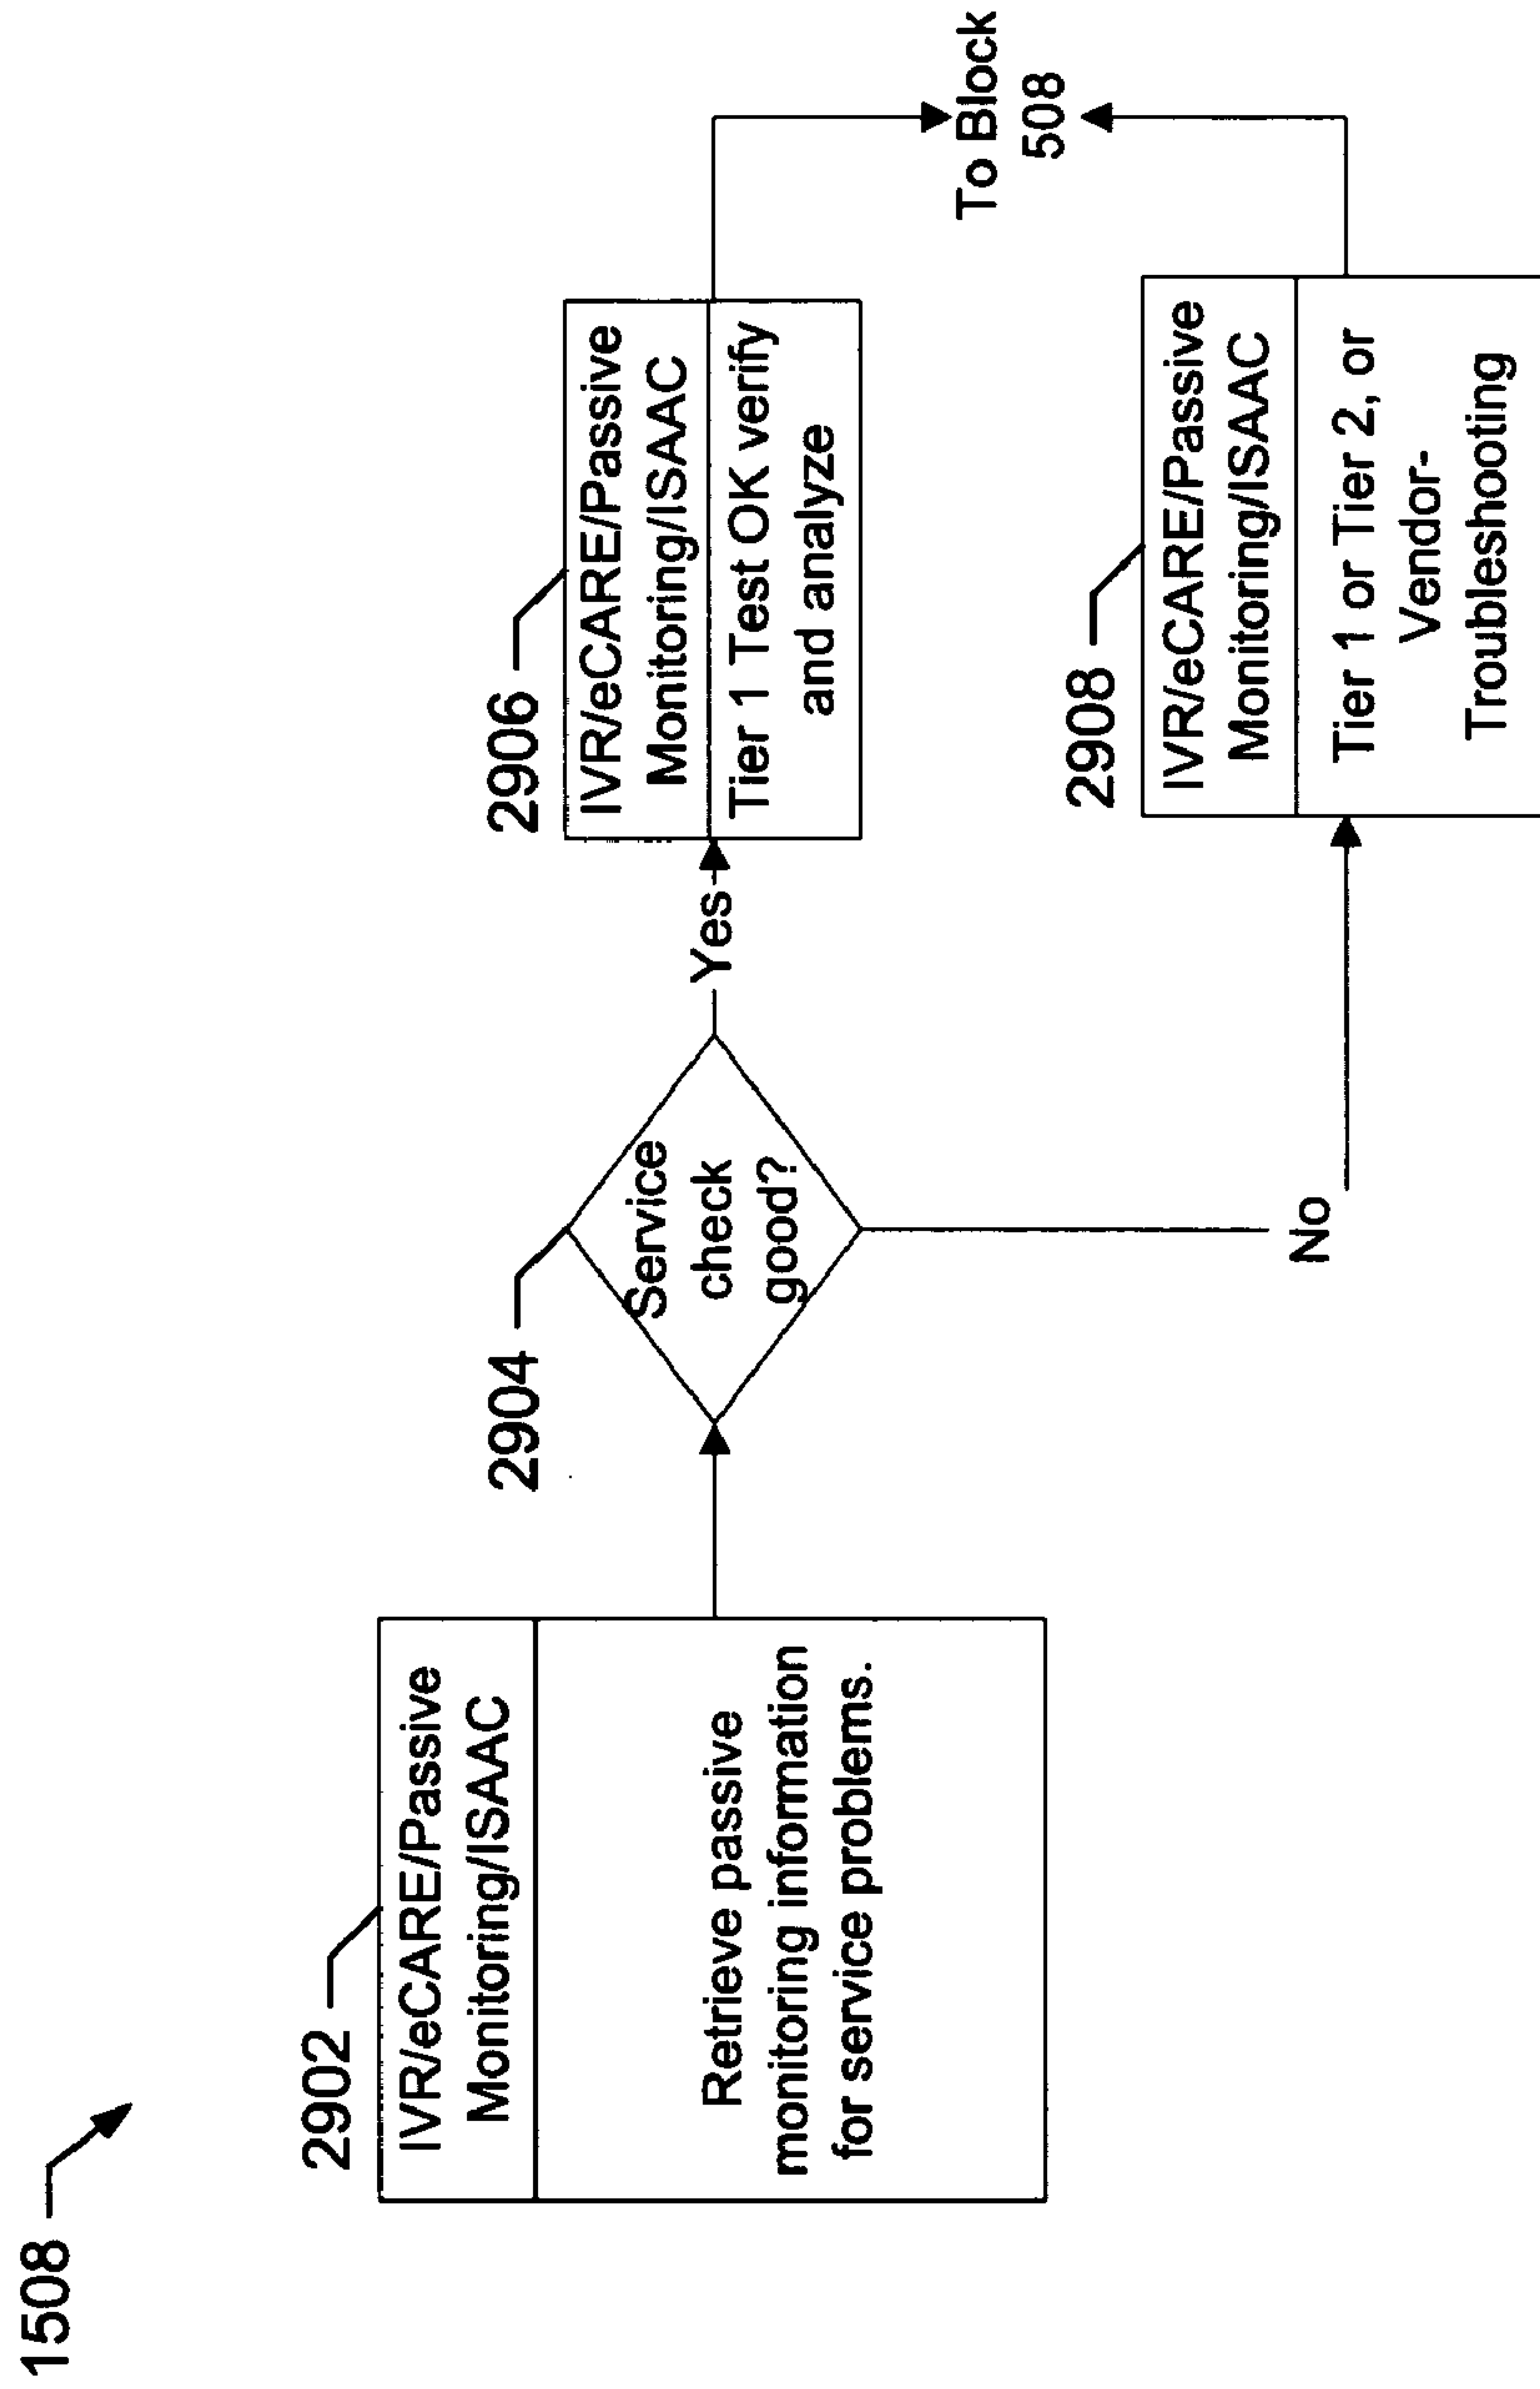 1508
2902
IVR/eCARE/Passive
Monitoring/ISAAC
Retrieve passive
monitoring information
for service problems.
2904
Service
check
good?
Yes
No
2906
IVR/eCARE/Passive
Monitoring/ISAAC
Tier 1 Test OK verify
and analyze
2908
IVR/eCARE/Passive
Monitoring/ISAAC
Tier 1 or Tier 2, or
Vendor-
Troubleshooting
To Block
508